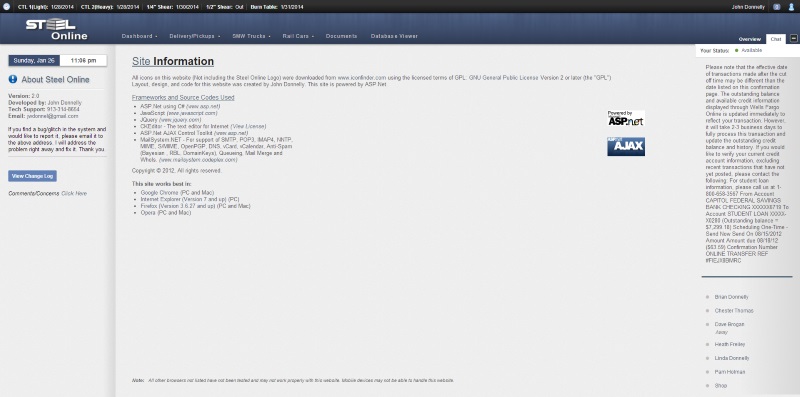 CTL 1(Light): 1/28/2014 CTL 2(Heavy): 1/28/2014 1/4" Shear: 1/30/2014 1/2" Shear: Out Burn Table: 1/31/2014 John Donnelly
STEEL
Online
Dashboard Delivery/Pickups SMW Trucks Rail Cars Documents Database Viewer
Overview Chat
Sunday, Jan 26 11:06 pm
About Steel Online
Version: 2.0
Developed by: John Donnelly
Tech Support: 913-314-8664
Email: jwdonnell@gmail.com
If you find a bug/glitch in the system and
would like to report it, please email it to
the above address. I will address the
problem right away and fix it. Thank you.
View Change Log
Comments/Concerns Click Here
Site Information
All icons on this website (Not including the Steel Online Logo) were downloaded from www.iconfinder.com using the licensed terms of GPL: GNU General Public License Version 2 or later (the "GPL")
Layout, design, and code for this website was created by John Donnelly. This site is powered by ASP.Net.
Frameworks and Source Codes Used
ASP.Net using C# (www.asp.net)
JavaScript (www.javascript.com)
JQuery (www.jquery.com)
CKEditor - The text editor for Internet (View License)
ASP.Net AJAX Control Toolkit (www.asp.net)
MailSystem.NET - For support of SMTP, POP3, IMAP4, NNTP,
MIME, S/MIME, OpenPGP, DNS, vCard, vCalendar, Anti-Spam
(Bayesian , RBL, DomainKeys), Queueing, Mail Merge and
WhoIs. (www.mailsystem.codeplex.com)
Copyright © 2012. All rights reserved.
This site works best in:
Google Chrome (PC and Mac)
Internet Explorer (Version 7 and up) (PC)
Firefox (Version 3.6.27 and up) (PC and Mac)
Opera (PC and Mac)
Powered by
ASP.net
AJAX
Note: All other browsers not listed have not been tested and may not work properly with this website. Mobile devices may not be able to handle this website.
Your Status: Available
Please note that the effective date
of transactions made after the cut
off time may be different than the
date listed on this confirmation
page. The outstanding balance
and available credit information
displayed through Wells Fargo
Online is updated immediately to
reflect your transaction. However,
it will take 2-3 business days to
fully process this transaction and
update the outstanding credit
balance and history. If you would
like to verify your current credit
account information, excluding
recent transactions that have not
yet posted, please contact the
following: For student loan
information, please call us at 1-
800-658-3567 From Account
CAPITOL FEDERAL SAVINGS
BANK CHECKING To
Account STUDENT LOAN
(Outstanding balance =
Scheduling One-Time -
Send Now Send On 08/15/2012
Amount Amount due
Confirmation Number
ONLINE TRANSFER REF
Brian Donnelly
Chester Thomas
Dave Brogan
Away
Heath Freiley
Linda Donnelly
Pam Hotman
Shop